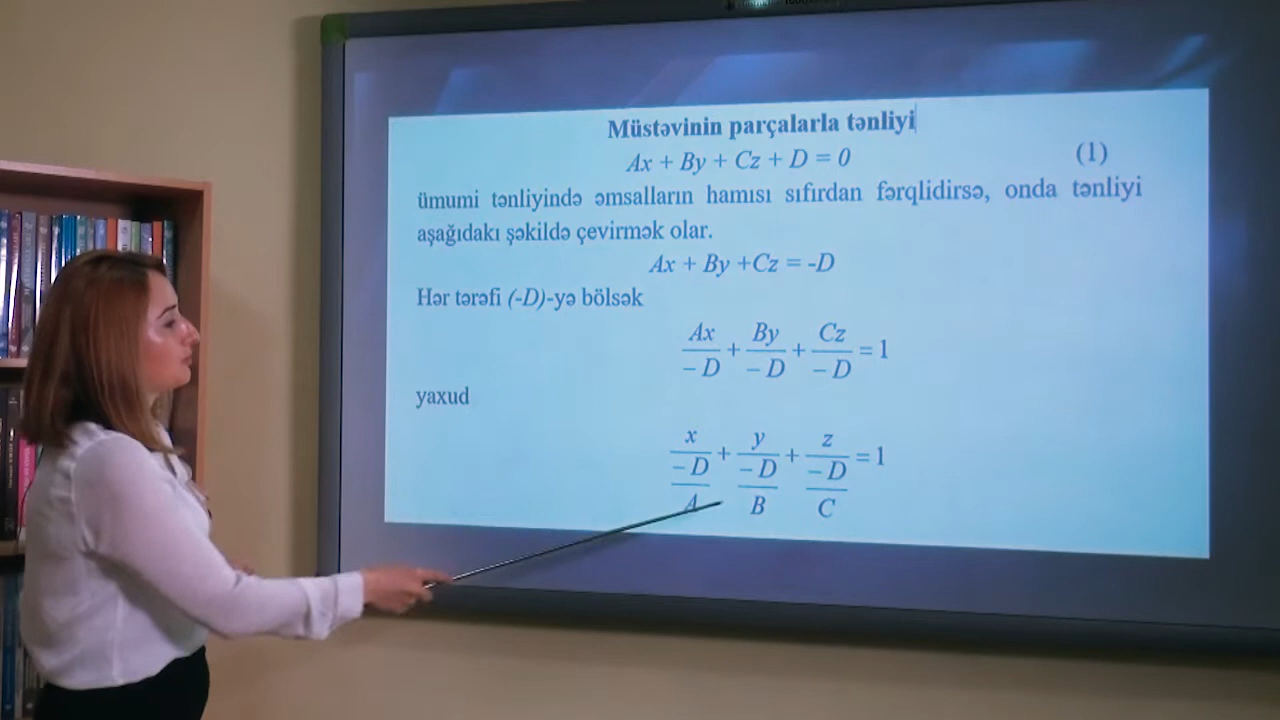 Müstəvinin parçalarla tənliyi
Ax + By + Cz + D = 0 (1)
ümumi tənliyində əmsalların hamısı sıfırdan fərqlidirsə, onda tənliyi
aşağıdakı şəkildə çevirmək olar.
Ax + By +Cz = -D
Hər tərəfi (-D)-yə bölsək
Ax/(– D) + By/(– D) + Cz/(– D) = 1
yaxud
x/(– D/A) + y/(– D/B) + z/(– D/C) = 1